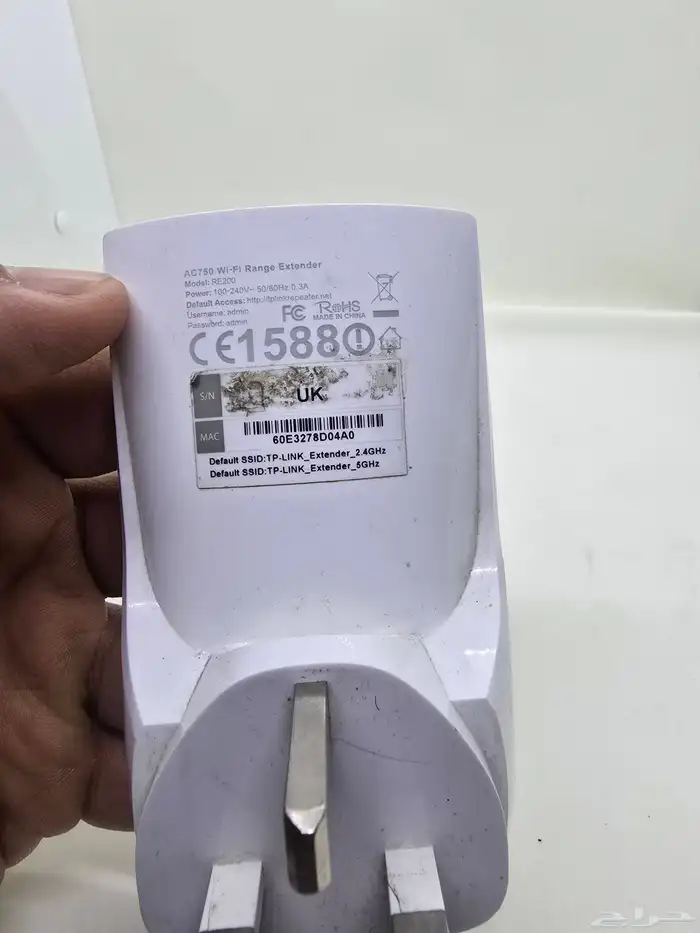 AC750 Wi-Fi Range Extender
Model: RE200
Power: 100-240V~ 50/60Hz 0.3A
Default Access: http://tplinkrepeater.net
Username: admin
Password: admin
FC RoHS
MADE IN CHINA
CE1588
S/N UK
MAC 60E3278D04A0
Default SSID:TP-LINK_Extender_2.4GHz
Default SSID:TP-LINK_Extender_5GHz
حراج